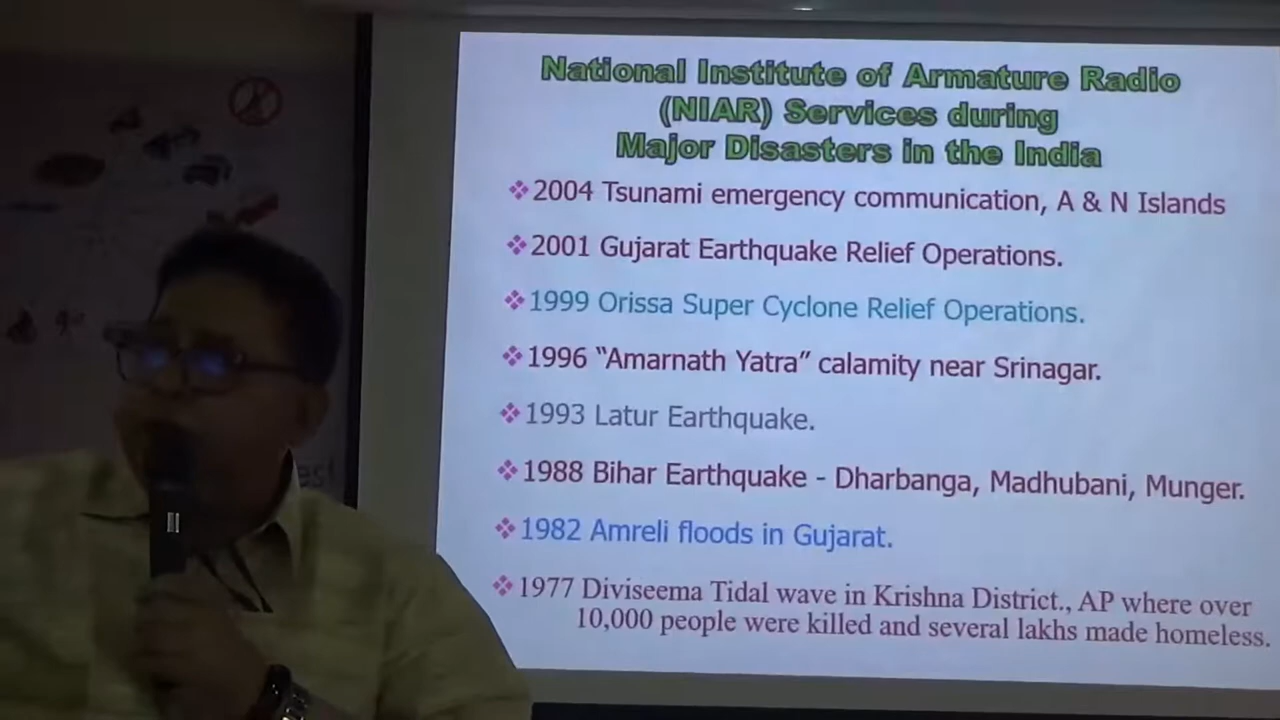 National Institute of Armature Radio
(NIAR) Services during
Major Disasters in the India
❖2004 Tsunami emergency communication, A & N Islands
❖2001 Gujarat Earthquake Relief Operations.
❖1999 Orissa Super Cyclone Relief Operations.
❖1996 “Amarnath Yatra” calamity near Srinagar.
❖1993 Latur Earthquake.
❖1988 Bihar Earthquake - Dharbanga, Madhubani, Munger.
❖1982 Amreli floods in Gujarat.
❖1977 Diviseema Tidal wave in Krishna District., AP where over
10,000 people were killed and several lakhs made homeless.